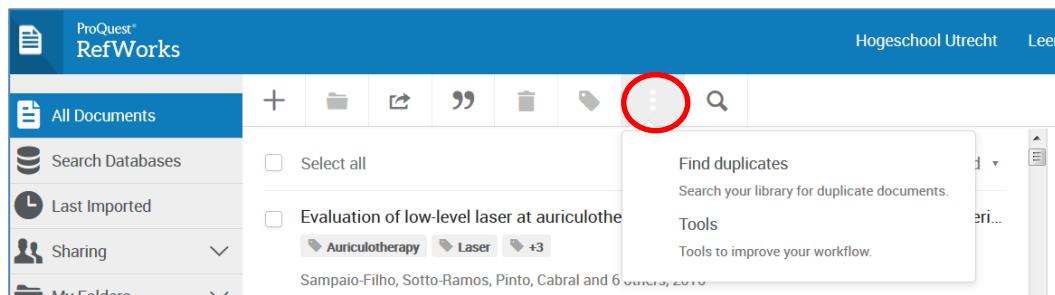 ProQuest®
RefWorks
Hogeschool Utrecht
All Documents
Search Databases
Last Imported
Sharing
My Folders
Select all
Find duplicates
Search your library for duplicate documents.
Tools
Tools to improve your workflow.
Evaluation of low-level laser at
Auriculotherapy Laser +3
Sampaio-Filho, Sotto-Ramos, Pinto, Cabral and 6